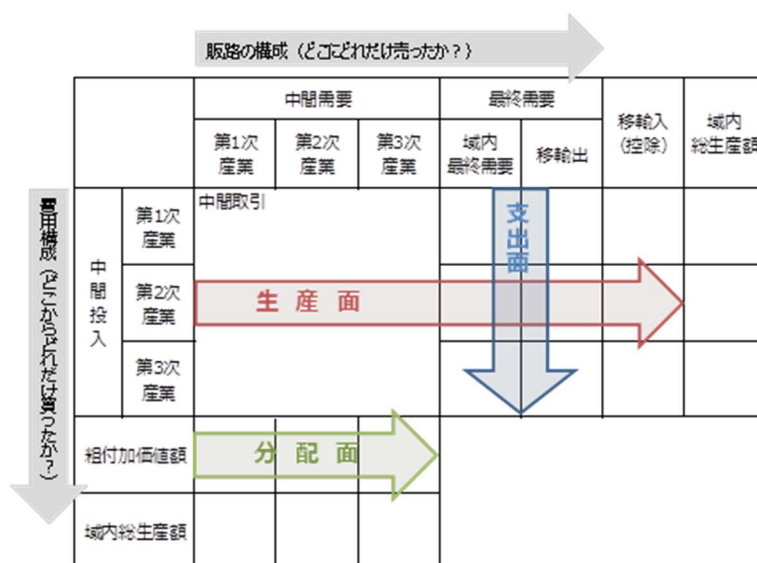 販路の構成（どこにどれだけ売ったか？）
中間需要
最終需要
移輸入
（控除）
域内
総生産額
第1次
産業
第2次
産業
第3次
産業
域内
最終需要
移輸出
費用構成（どこからどれだけ買ったか？）
中間投入
第1次
産業
中間取引
支出面
第2次
産業
生産面
第3次
産業
粗付加価値額
分配面
域内総生産額